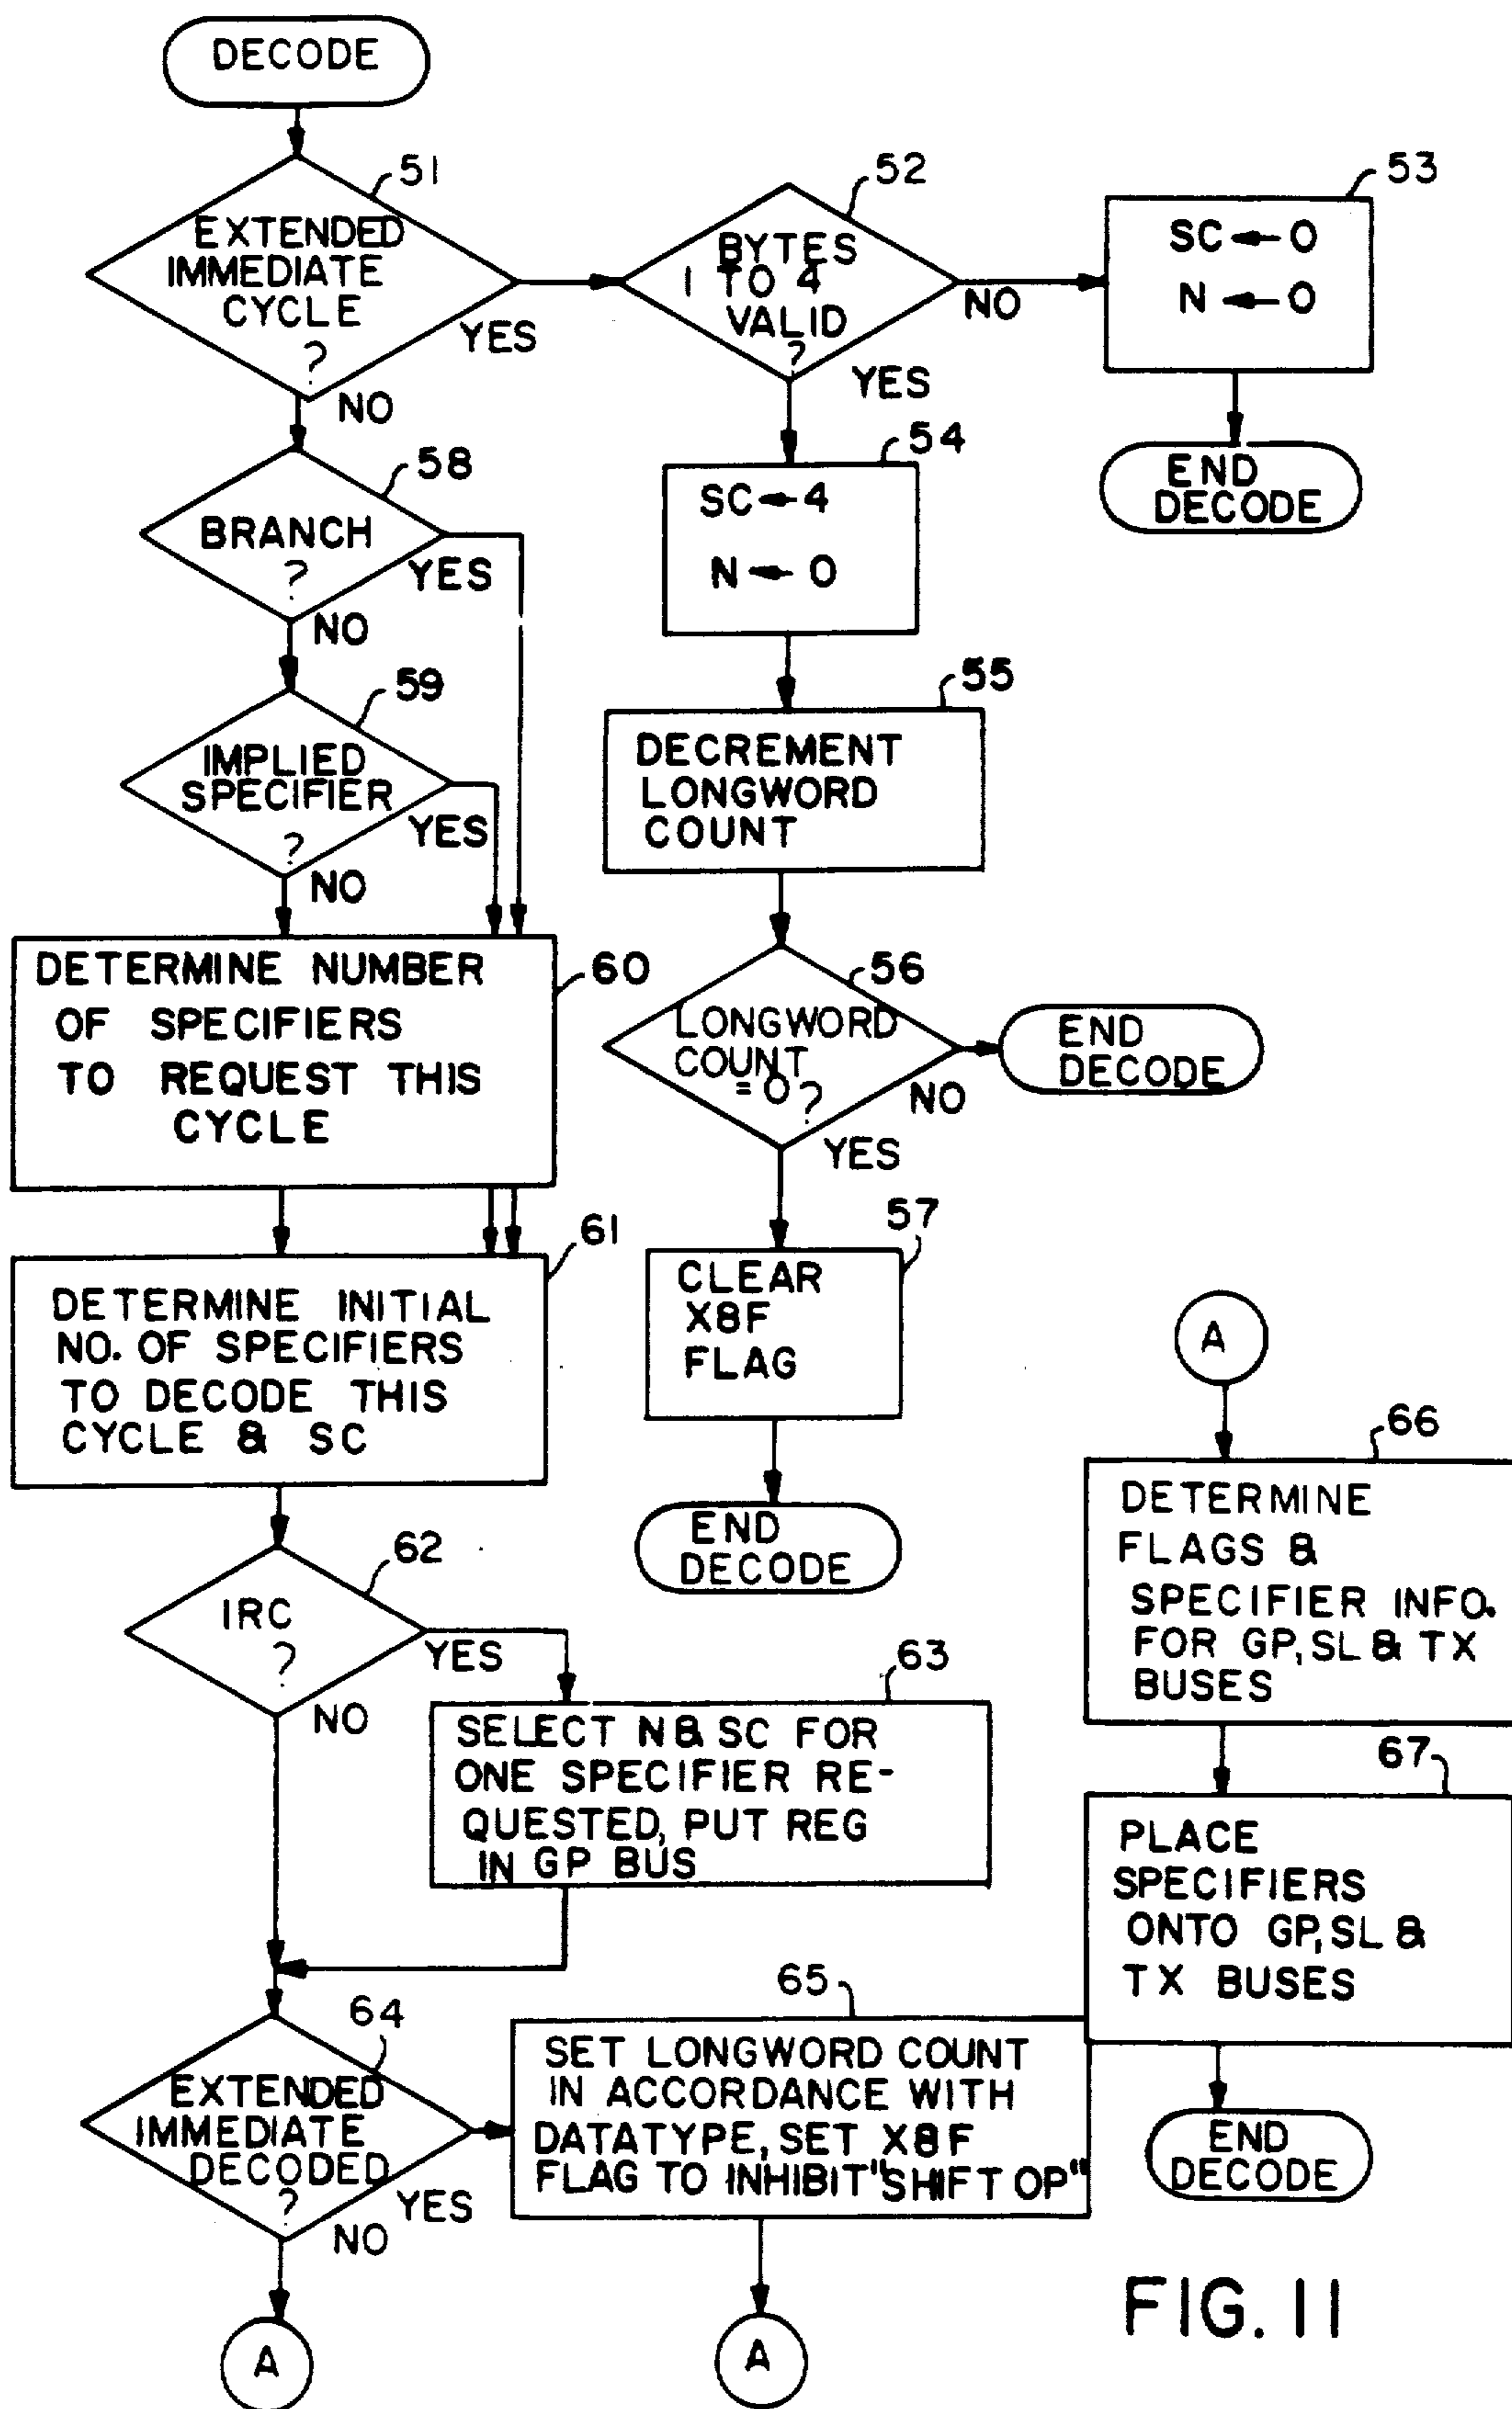 DECODE
51
EXTENDED
IMMEDIATE
CYCLE
?
YES
NO
52
BYTES
1 TO 4
VALID
?
NO
YES
53
SC←0
N←0
END
DECODE
54
SC←4
N←0
58
BRANCH
?
YES
NO
55
DECREMENT
LONGWORD
COUNT
59
IMPLIED
SPECIFIER
?
YES
NO
56
LONGWORD
COUNT
=0?
NO
YES
END
DECODE
60
DETERMINE NUMBER
OF SPECIFIERS
TO REQUEST THIS
CYCLE
57
CLEAR
X8F
FLAG
END
DECODE
61
DETERMINE INITIAL
NO. OF SPECIFIERS
TO DECODE THIS
CYCLE & SC
62
IRC
?
YES
NO
63
SELECT N & SC FOR
ONE SPECIFIER RE-
QUESTED, PUT REG
IN GP BUS
64
EXTENDED
IMMEDIATE
DECODED
?
YES
NO
65
SET LONGWORD COUNT
IN ACCORDANCE WITH
DATATYPE, SET X8F
FLAG TO INHIBIT "SHIFT OP"
A
A
A
66
DETERMINE
FLAGS &
SPECIFIER INFO.
FOR GP, SL & TX
BUSES
67
PLACE
SPECIFIERS
ONTO GP, SL &
TX BUSES
END
DECODE
FIG. 11